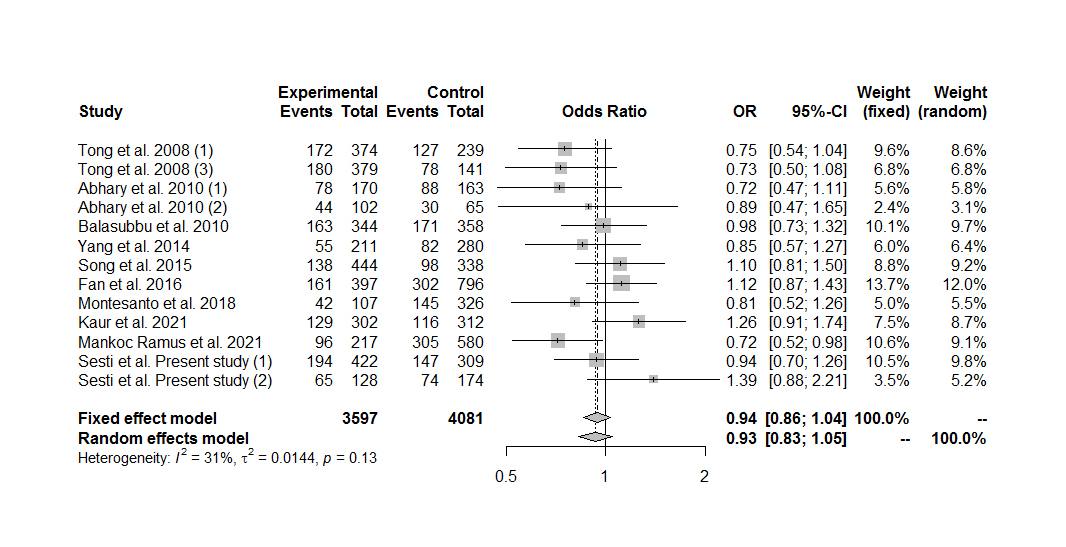 Experimental Control Weight Weight
Study Events Total Events Total Odds Ratio OR 95%-CI (fixed) (random)
Tong et al. 2008 (1) 172 374 127 239 0.75 [0.54; 1.04] 9.6% 8.6%
Tong et al. 2008 (3) 180 379 78 141 0.73 [0.50; 1.08] 6.8% 6.8%
Abhary et al. 2010 (1) 78 170 88 163 0.72 [0.47; 1.11] 5.6% 5.8%
Abhary et al. 2010 (2) 44 102 30 65 0.89 [0.47; 1.65] 2.4% 3.1%
Balasubbu et al. 2010 163 344 171 358 0.98 [0.73; 1.32] 10.1% 9.7%
Yang et al. 2014 55 211 82 280 0.85 [0.57; 1.27] 6.0% 6.4%
Song et al. 2015 138 444 98 338 1.10 [0.81; 1.50] 8.8% 9.2%
Fan et al. 2016 161 397 302 796 1.12 [0.87; 1.43] 13.7% 12.0%
Montesanto et al. 2018 42 107 145 326 0.81 [0.52; 1.26] 5.0% 5.5%
Kaur et al. 2021 129 302 116 312 1.26 [0.91; 1.74] 7.5% 8.7%
Mankoc Ramus et al. 2021 96 217 305 580 0.72 [0.52; 0.98] 10.6% 9.1%
Sesti et al. Present study (1) 194 422 147 309 0.94 [0.70; 1.26] 10.5% 9.8%
Sesti et al. Present study (2) 65 128 74 174 1.39 [0.88; 2.21] 3.5% 5.2%
Fixed effect model 3597 4081 0.94 [0.86; 1.04] 100.0% --
Random effects model 0.93 [0.83; 1.05] -- 100.0%
Heterogeneity: I² = 31%, τ² = 0.0144, p = 0.13
0.5 1 2